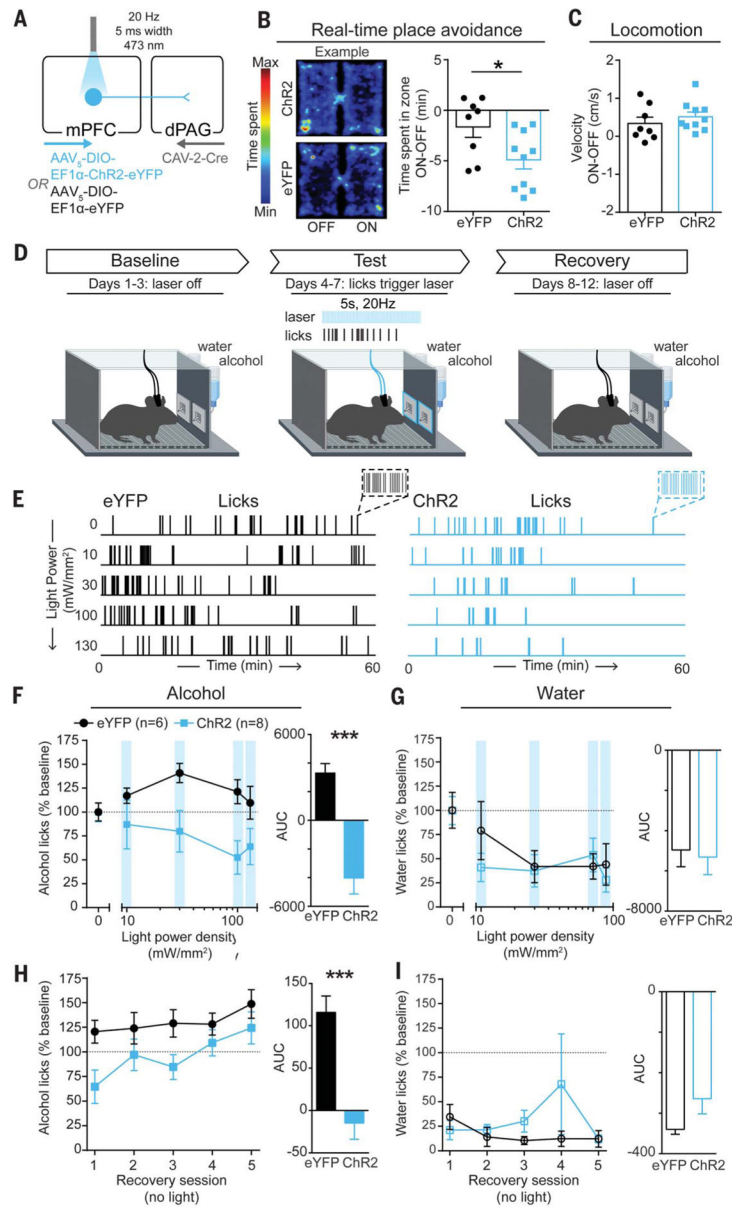 A
20 Hz
5 ms width
473 nm
mPFC
dPAG
AAV5-DIO-
EF1α-ChR2-eYFP
CAV-2-Cre
OR
AAV5-DIO-
EF1α-eYFP
B
Real-time place avoidance
Example
Max
Time spent
Min
ChR2
eYFP
OFF
ON
*
Time spent in zone
ON-OFF (min)
5
0
-5
-10
eYFP
ChR2
C
Locomotion
Velocity
ON-OFF (cm/s)
2
1
0
-1
-2
eYFP
ChR2
D
Baseline
Test
Recovery
Days 1-3: laser off
Days 4-7: licks trigger laser
Days 8-12: laser off
5s, 20Hz
laser
licks
water
alcohol
water
alcohol
water
alcohol
E
eYFP
Licks
ChR2
Licks
Light Power
(mW/mm²)
0
10
30
100
130
0
Time (min)
60
0
Time (min)
60
F
Alcohol
eYFP (n=6)
ChR2 (n=8)
Alcohol licks (% baseline)
175
150
125
100
75
50
25
0
0
10
100
Light power density
(mW/mm²)
AUC
6000
0
-6000
***
eYFP ChR2
G
Water
Water licks (% baseline)
175
150
125
100
75
50
25
0
0
10
100
Light power density
(mW/mm²)
AUC
0
-8000
eYFP ChR2
H
Alcohol licks (% baseline)
175
150
125
100
75
50
25
0
1
2
3
4
5
Recovery session
(no light)
AUC
150
100
50
0
-50
***
eYFP ChR2
I
Water licks (% baseline)
175
150
125
100
75
50
25
0
1
2
3
4
5
Recovery session
(no light)
AUC
0
-200
-400
eYFP ChR2